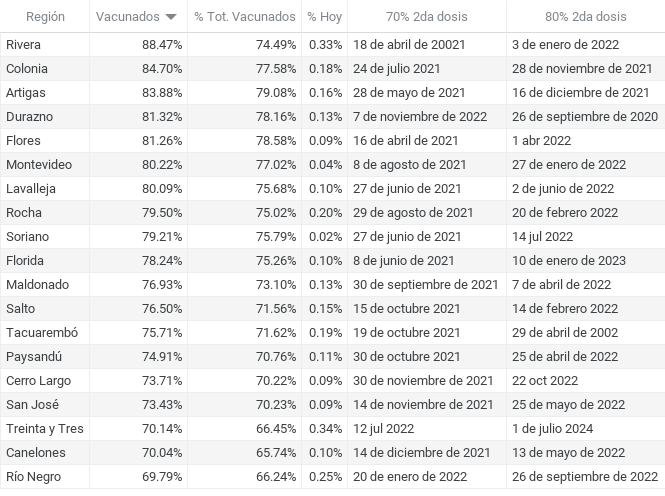 Región Vacunados % Tot. Vacunados % Hoy 70% 2da dosis 80% 2da dosis
Rivera 88.47% 74.49% 0.33% 18 de abril de 20021 3 de enero de 2022
Colonia 84.70% 77.58% 0.18% 24 de julio 2021 28 de noviembre de 2021
Artigas 83.88% 79.08% 0.16% 28 de mayo de 2021 16 de diciembre de 2021
Durazno 81.32% 78.16% 0.13% 7 de noviembre de 2022 26 de septiembre de 2020
Flores 81.26% 78.58% 0.09% 16 de abril de 2021 1 abr 2022
Montevideo 80.22% 77.02% 0.04% 8 de agosto de 2021 27 de enero de 2022
Lavalleja 80.09% 75.68% 0.10% 27 de junio de 2021 2 de junio de 2022
Rocha 79.50% 75.02% 0.20% 29 de agosto de 2021 20 de febrero 2022
Soriano 79.21% 75.79% 0.02% 27 de junio de 2021 14 jul 2022
Florida 78.24% 75.26% 0.10% 8 de junio de 2021 10 de enero de 2023
Maldonado 76.93% 73.10% 0.13% 30 de septiembre de 2021 7 de abril de 2022
Salto 76.50% 71.56% 0.15% 15 de octubre 2021 14 de febrero de 2022
Tacuarembó 75.71% 71.62% 0.19% 19 de octubre 2021 29 de abril de 2002
Paysandú 74.91% 70.76% 0.11% 30 de octubre 2021 25 de abril de 2022
Cerro Largo 73.71% 70.22% 0.09% 30 de noviembre de 2021 22 oct 2022
San José 73.43% 70.23% 0.09% 14 de noviembre de 2021 25 de mayo de 2022
Treinta y Tres 70.14% 66.45% 0.34% 12 jul 2022 1 de julio 2024
Canelones 70.04% 65.74% 0.10% 14 de diciembre de 2021 13 de mayo de 2022
Río Negro 69.79% 66.24% 0.25% 20 de enero de 2022 26 de septiembre de 2022